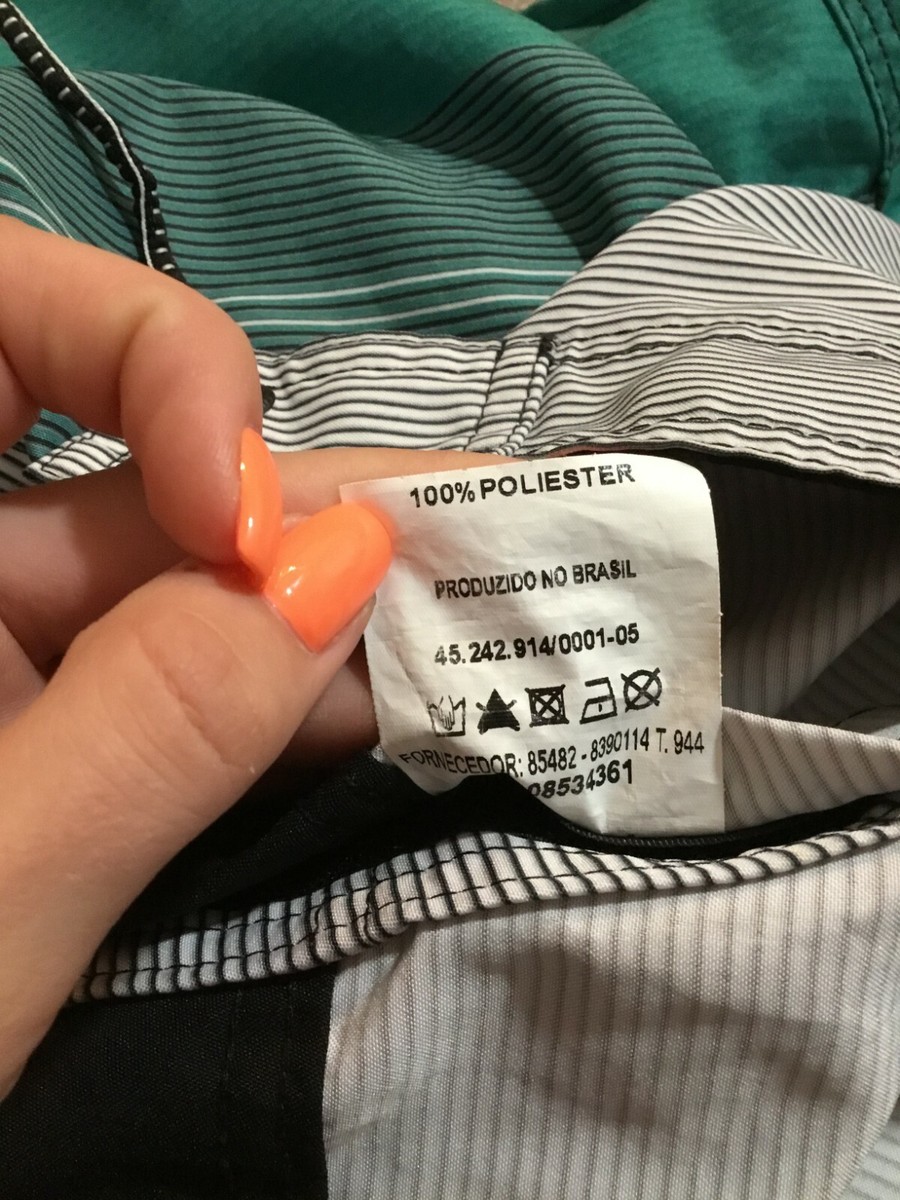 100% POLIESTER
PRODUZIDO NO BRASIL
45.242.914/0001-05
FORNECEDOR: 85482 - 8390114 T. 944
08534361